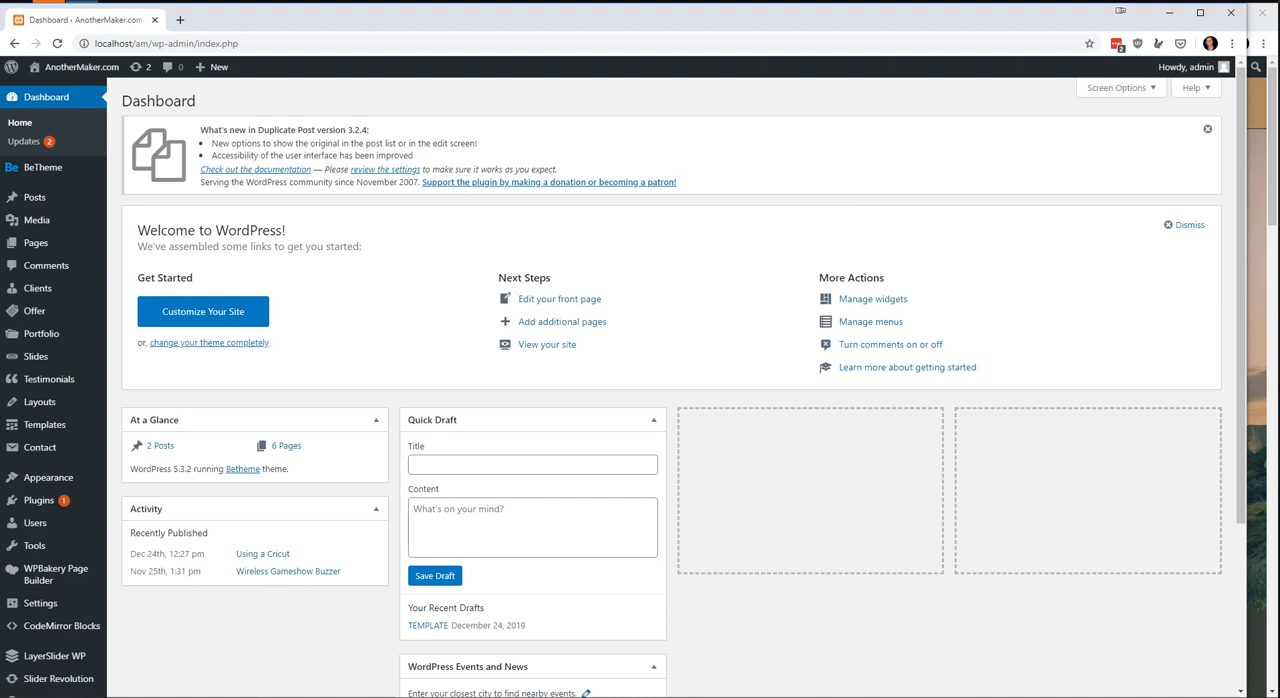 Dashboard ‹ AnotherMaker.com
localhost/am/wp-admin/index.php
2
AnotherMaker.com 2 0 New
Howdy, admin
Dashboard
Home
Updates 2
Be BeTheme
Posts
Media
Pages
Comments
Clients
Offer
Portfolio
Slides
Testimonials
Layouts
Templates
Contact
Appearance
Plugins 1
Users
Tools
WPBakery Page
Builder
Settings
CodeMirror Blocks
LayerSlider WP
Slider Revolution
Screen Options
Help
Dashboard
What's new in Duplicate Post version 3.2.4:
New options to show the original in the post list or in the edit screen!
Accessibility of the user interface has been improved
Check out the documentation — Please review the settings to make sure it works as you expect.
Serving the WordPress community since November 2007. Support the plugin by making a donation or becoming a patron!
Welcome to WordPress!
Dismiss
We've assembled some links to get you started:
Get Started
Customize Your Site
or, change your theme completely
Next Steps
Edit your front page
Add additional pages
View your site
More Actions
Manage widgets
Manage menus
Turn comments on or off
Learn more about getting started
At a Glance
2 Posts
6 Pages
WordPress 5.3.2 running Betheme theme.
Activity
Recently Published
Dec 24th, 12:27 pm Using a Cricut
Nov 25th, 1:31 pm Wireless Gameshow Buzzer
Quick Draft
Title
Content
What's on your mind?
Save Draft
Your Recent Drafts
TEMPLATE December 24, 2019
WordPress Events and News
Enter your closest city to find nearby events.